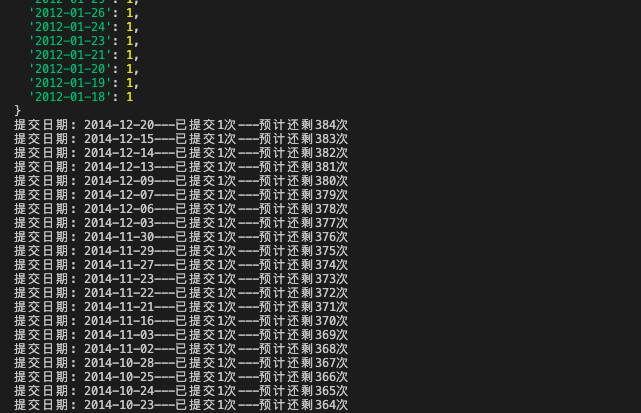 '2012-01-29': 1,
'2012-01-26': 1,
'2012-01-24': 1,
'2012-01-23': 1,
'2012-01-21': 1,
'2012-01-20': 1,
'2012-01-19': 1,
'2012-01-18': 1
}
提交日期: 2014-12-20---已提交1次---预计还剩384次
提交日期: 2014-12-15---已提交1次---预计还剩383次
提交日期: 2014-12-14---已提交1次---预计还剩382次
提交日期: 2014-12-13---已提交1次---预计还剩381次
提交日期: 2014-12-09---已提交1次---预计还剩380次
提交日期: 2014-12-07---已提交1次---预计还剩379次
提交日期: 2014-12-06---已提交1次---预计还剩378次
提交日期: 2014-12-03---已提交1次---预计还剩377次
提交日期: 2014-11-30---已提交1次---预计还剩376次
提交日期: 2014-11-29---已提交1次---预计还剩375次
提交日期: 2014-11-27---已提交1次---预计还剩374次
提交日期: 2014-11-23---已提交1次---预计还剩373次
提交日期: 2014-11-22---已提交1次---预计还剩372次
提交日期: 2014-11-21---已提交1次---预计还剩371次
提交日期: 2014-11-16---已提交1次---预计还剩370次
提交日期: 2014-11-03---已提交1次---预计还剩369次
提交日期: 2014-11-02---已提交1次---预计还剩368次
提交日期: 2014-10-28---已提交1次---预计还剩367次
提交日期: 2014-10-25---已提交1次---预计还剩366次
提交日期: 2014-10-24---已提交1次---预计还剩365次
提交日期: 2014-10-23---已提交1次---预计还剩364次